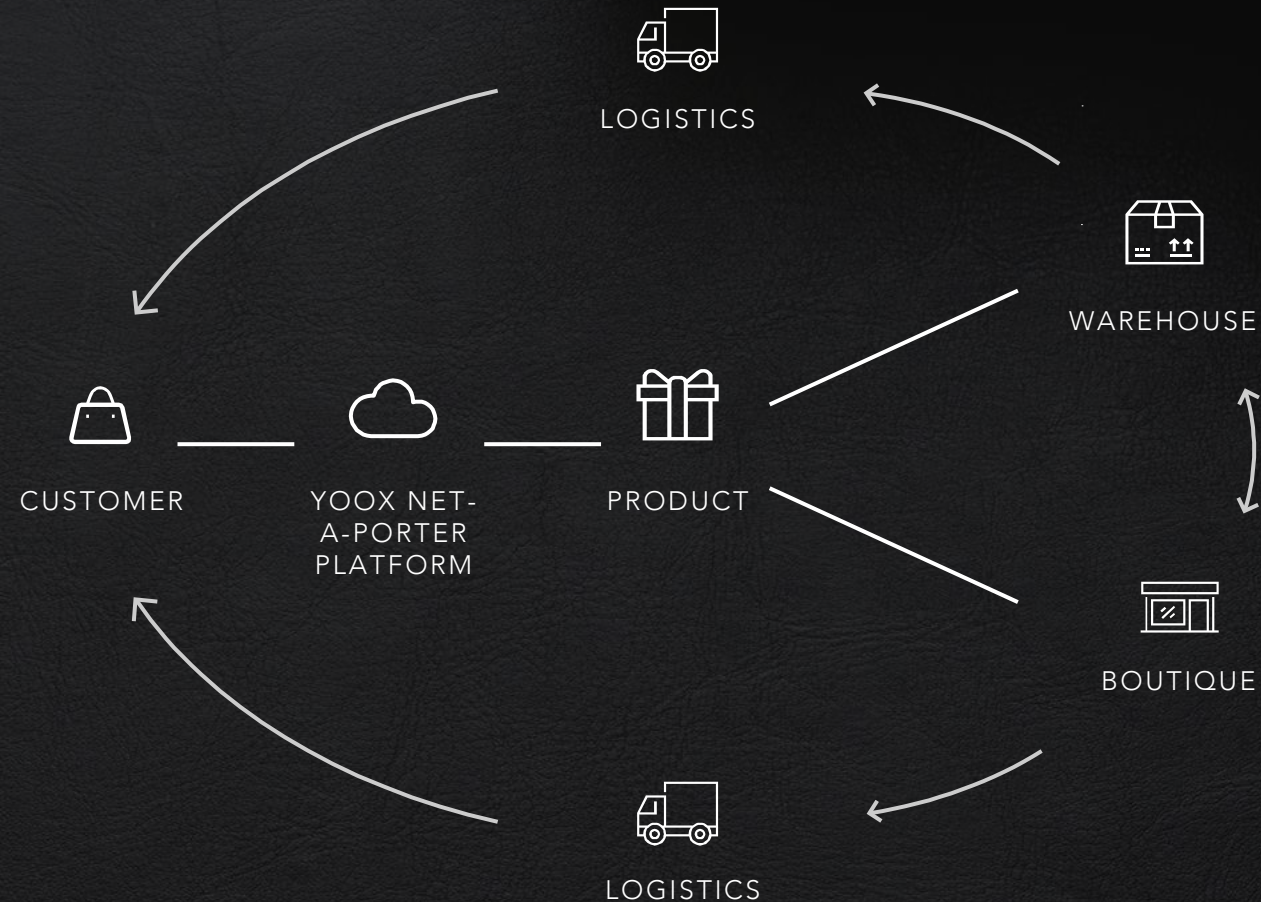 LOGISTICS
WAREHOUSE
CUSTOMER
YOOX NET-
A-PORTER
PLATFORM
PRODUCT
BOUTIQUE
LOGISTICS